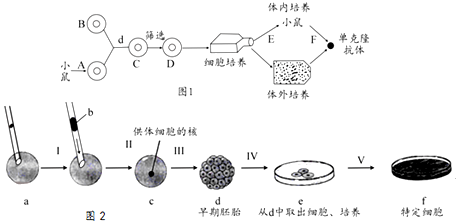 体内培养
B
小鼠
d
筛选
E
F
单克隆
抗体
小鼠
A
C
D
细胞培养
体外培养
图1
b
供体细胞的核
I
II
III
IV
V
a
c
d
e
f
早期胚胎
从d中取出细胞、培养
特定细胞
图 2